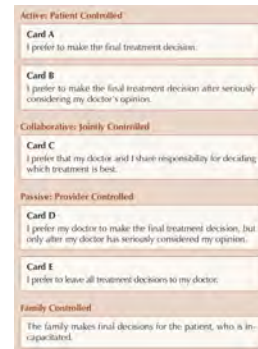 Active: Patient Controlled
Card A
I prefer to make the final treatment decision.
Card B
I prefer to make the final treatment decision after seriously
considering my doctor's opinion.
Collaborative: Jointly Controlled
Card C
I prefer that my doctor and I share responsibility for deciding
which treatment is best.
Passive: Provider Controlled
Card D
I prefer my doctor to make the final treatment decision, but
only after my doctor has seriously considered my opinion.
Card E
I prefer to leave all treatment decisions to my doctor.
Family Controlled
The family makes final decisions for the patient, who is in-
capacitated.